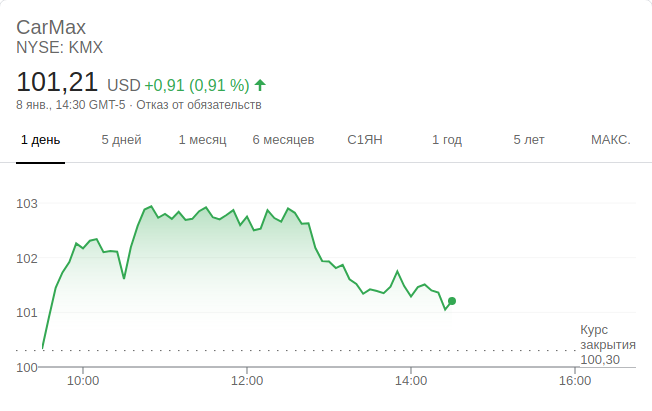 CarMax
NYSE: KMX
101,21 USD +0,91 (0,91 %)
8 янв., 14:30 GMT-5 · Отказ от обязательств
1 день 5 дней 1 месяц 6 месяцев С1ЯН 1 год 5 лет МАКС.
103
102
101
100
Курс
закрытия
100,30
10:00 12:00 14:00 16:00